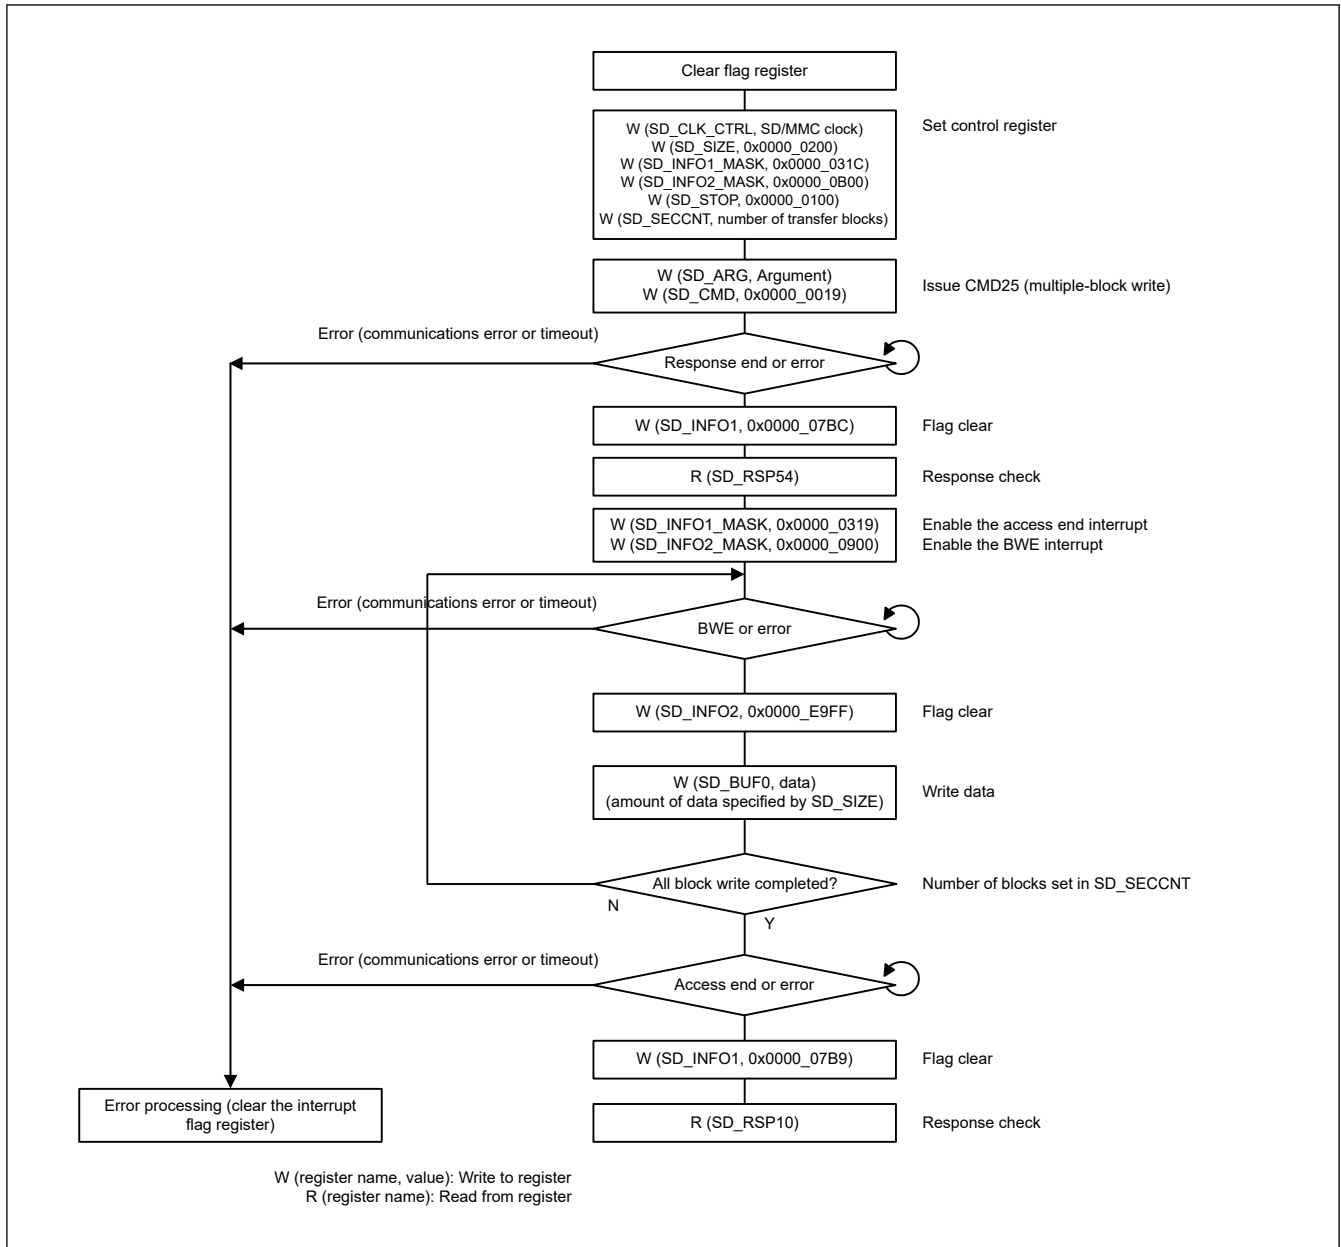 Clear flag register
W (SD_CLK_CTRL, SD/MMC clock)
Set control register
W (SD_SIZE, 0x0000_0200)
W (SD_INFO1_MASK, 0x0000_031C)
W (SD_INFO2_MASK, 0x0000_0B00)
W (SD_STOP, 0x0000_0100)
W (SD_SECCNT, number of transfer blocks)
W (SD_ARG, Argument)
W (SD_CMD, 0x0000_0019)
Issue CMD25 (multiple-block write)
Error (communications error or timeout)
Response end or error
W (SD_INFO1, 0x0000_07BC)
Flag clear
R (SD_RSP54)
Response check
W (SD_INFO1_MASK, 0x0000_0319)
Enable the access end interrupt
W (SD_INFO2_MASK, 0x0000_0900)
Enable the BWE interrupt
Error (communications error or timeout)
BWE or error
W (SD_INFO2, 0x0000_E9FF)
Flag clear
W (SD_BUF0, data)
(amount of data specified by SD_SIZE)
Write data
All block write completed?
Number of blocks set in SD_SECCNT
N
Y
Error (communications error or timeout)
Access end or error
W (SD_INFO1, 0x0000_07B9)
Flag clear
Error processing (clear the interrupt
flag register)
R (SD_RSP10)
Response check
W (register name, value): Write to register
R (register name): Read from register